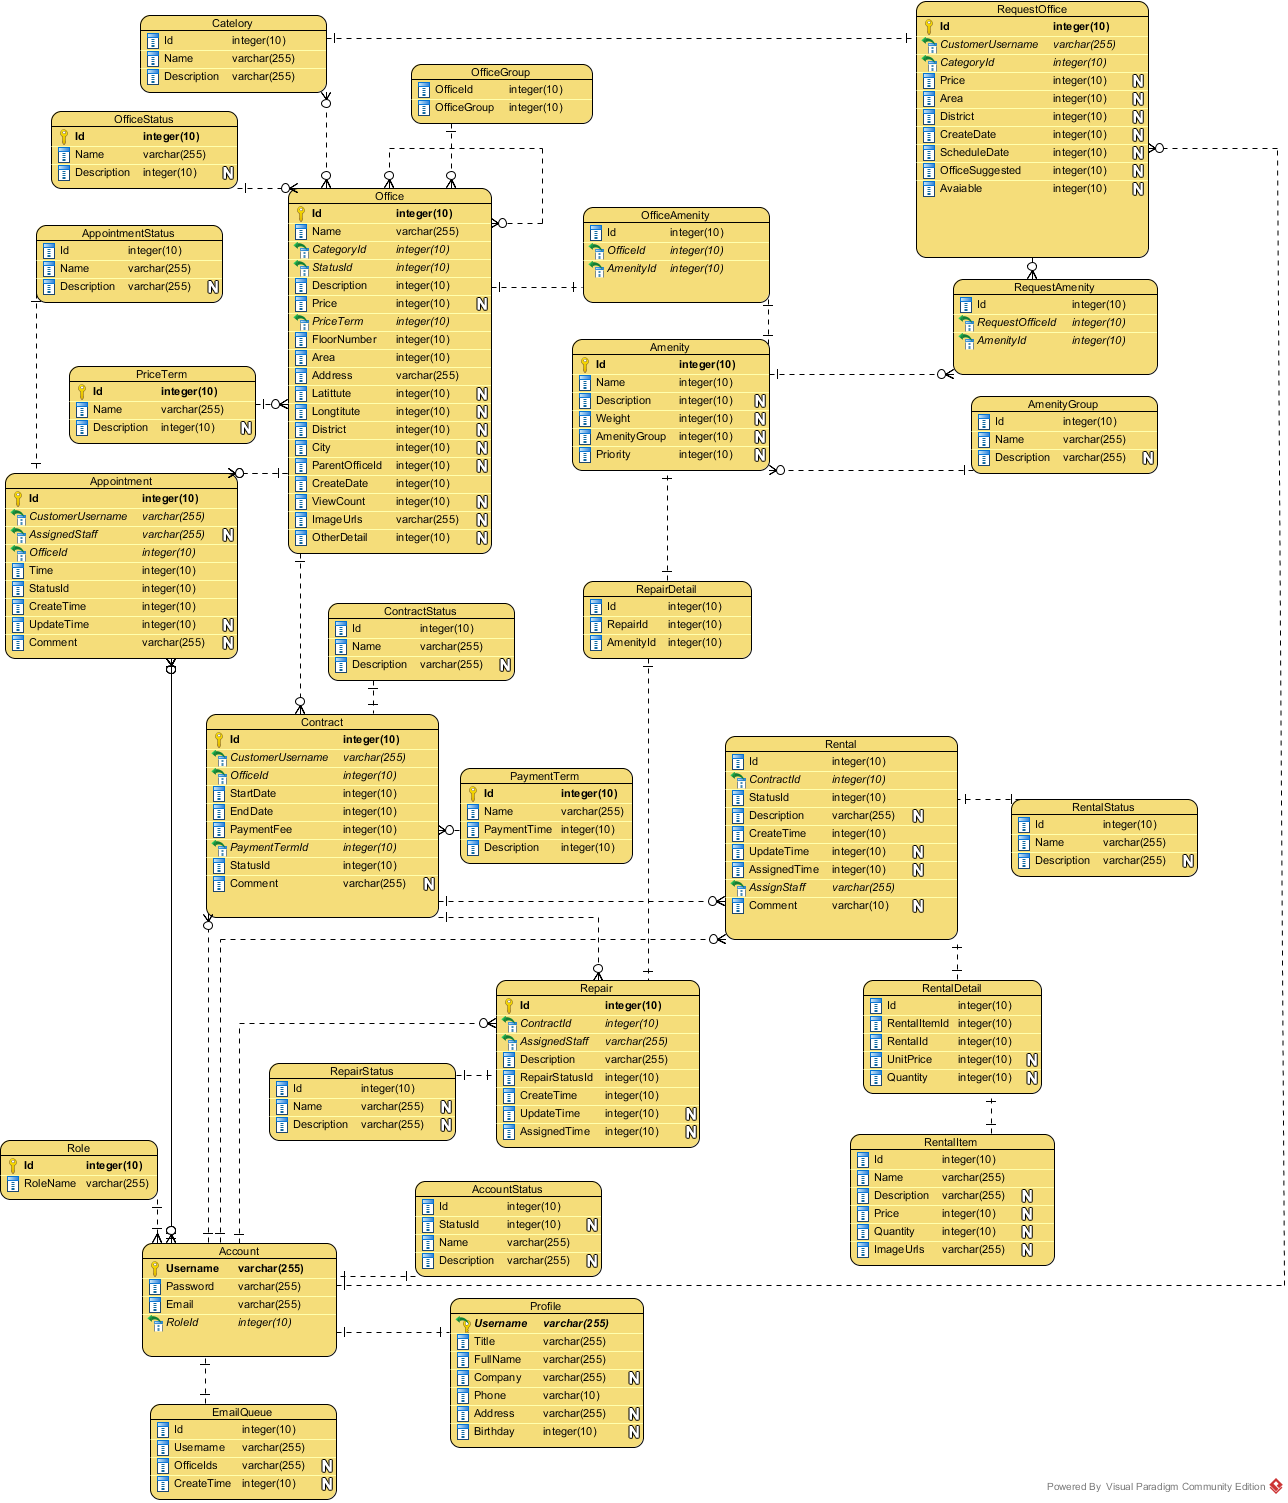 Catelory
Id integer(10)
Name varchar(255)
Description varchar(255)
RequestOffice
Id integer(10)
CustomerUsername varchar(255)
CategoryId integer(10)
Price integer(10) N
Area integer(10) N
District integer(10) N
CreateDate integer(10) N
ScheduleDate integer(10) N
OfficeSuggested integer(10) N
Avaiable integer(10) N
OfficeGroup
OfficeId integer(10)
OfficeGroup integer(10)
OfficeStatus
Id integer(10)
Name varchar(255)
Description integer(10) N
Office
Id integer(10)
Name varchar(255)
CategoryId integer(10)
StatusId integer(10)
Description integer(10)
Price integer(10) N
PriceTerm integer(10)
FloorNumber integer(10)
Area integer(10)
Address varchar(255)
Latittute integer(10) N
Longtitute integer(10) N
District integer(10) N
City integer(10) N
ParentOfficeId integer(10) N
CreateDate integer(10)
ViewCount integer(10) N
ImageUrls varchar(255) N
OtherDetail integer(10) N
OfficeAmenity
Id integer(10)
OfficeId integer(10)
AmenityId integer(10)
AppointmentStatus
Id integer(10)
Name varchar(255)
Description varchar(255) N
RequestAmenity
Id integer(10)
RequestOfficeId integer(10)
AmenityId integer(10)
Amenity
Id integer(10)
Name integer(10)
Description integer(10) N
Weight integer(10) N
AmenityGroup integer(10) N
Priority integer(10) N
PriceTerm
Id integer(10)
Name varchar(255)
Description integer(10) N
AmenityGroup
Id integer(10)
Name varchar(255)
Description varchar(255) N
Appointment
Id integer(10)
CustomerUsername varchar(255)
AssignedStaff varchar(255) N
OfficeId integer(10)
Time integer(10)
StatusId integer(10)
CreateTime integer(10)
UpdateTime integer(10) N
Comment varchar(255) N
RepairDetail
Id integer(10)
RepairId integer(10)
AmenityId integer(10)
ContractStatus
Id integer(10)
Name varchar(255)
Description varchar(255) N
Contract
Id integer(10)
CustomerUsername varchar(255)
OfficeId integer(10)
StartDate integer(10)
EndDate integer(10)
PaymentFee integer(10)
PaymentTermId integer(10)
StatusId integer(10)
Comment varchar(255) N
PaymentTerm
Id integer(10)
Name varchar(255)
PaymentTime integer(10)
Description integer(10)
Rental
Id integer(10)
ContractId integer(10)
StatusId integer(10)
Description varchar(255) N
CreateTime integer(10)
UpdateTime integer(10) N
AssignedTime integer(10) N
AssignStaff varchar(255)
Comment varchar(10) N
RentalStatus
Id integer(10)
Name varchar(255)
Description varchar(255) N
Repair
Id integer(10)
ContractId integer(10)
AssignedStaff varchar(255)
Description varchar(255)
RepairStatusId integer(10)
CreateTime integer(10)
UpdateTime integer(10) N
AssignedTime integer(10) N
RentalDetail
Id integer(10)
RentalItemId integer(10)
RentalId integer(10)
UnitPrice integer(10) N
Quantity integer(10) N
RepairStatus
Id integer(10)
Name varchar(255) N
Description varchar(255) N
RentalItem
Id integer(10)
Name varchar(255)
Description varchar(255) N
Price integer(10) N
Quantity integer(10) N
ImageUrls varchar(255) N
Role
Id integer(10)
RoleName varchar(255)
AccountStatus
Id integer(10)
StatusId integer(10) N
Name varchar(255)
Description varchar(255) N
Account
Username varchar(255)
Password varchar(255)
Email varchar(255)
RoleId integer(10)
Profile
Username varchar(255)
Title varchar(255)
FullName varchar(255)
Company varchar(255) N
Phone varchar(10)
Address varchar(255) N
Birthday integer(10) N
EmailQueue
Id integer(10)
Username varchar(255)
OfficeIds varchar(255) N
CreateTime integer(10) N
Powered By Visual Paradigm Community Edition